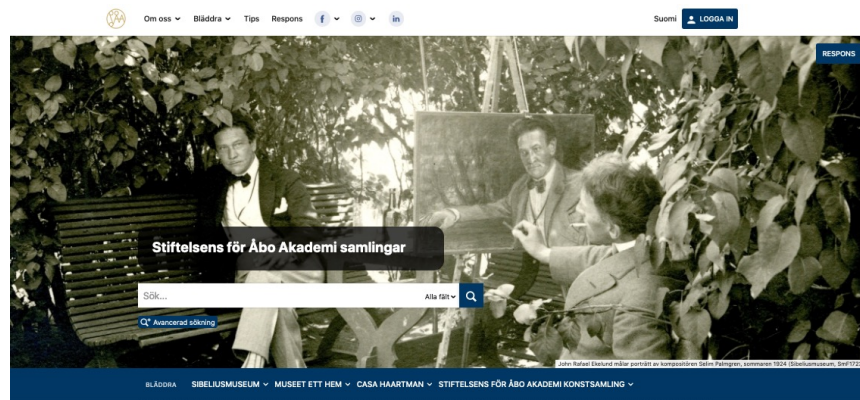 Om oss Bläddra Tips Respons f in Suomi LOGGA IN
RESPONS
Stiftelsens för Åbo Akademi samlingar
Sök... Alla fält
Avancerad sökning
John Rafael Ekelund målar porträtt av kompositören Selim Palmgren, sommaren 1924 (Sibeliusmuseum, SmF172
BLÄDDRA SIBELIUSMUSEUM MUSEET ETT HEM CASA HAARTMAN STIFTELSENS FÖR ÅBO AKADEMI KONSTSAMLING